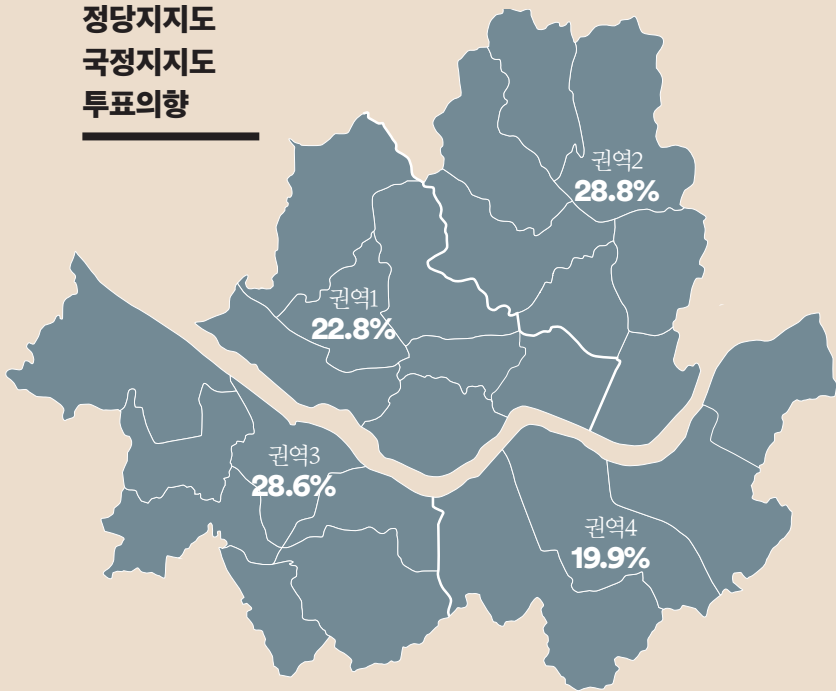 정당지지도
국정지지도
투표의향
권역2
28.8%
권역1
22.8%
권역3
28.6%
권역4
19.9%